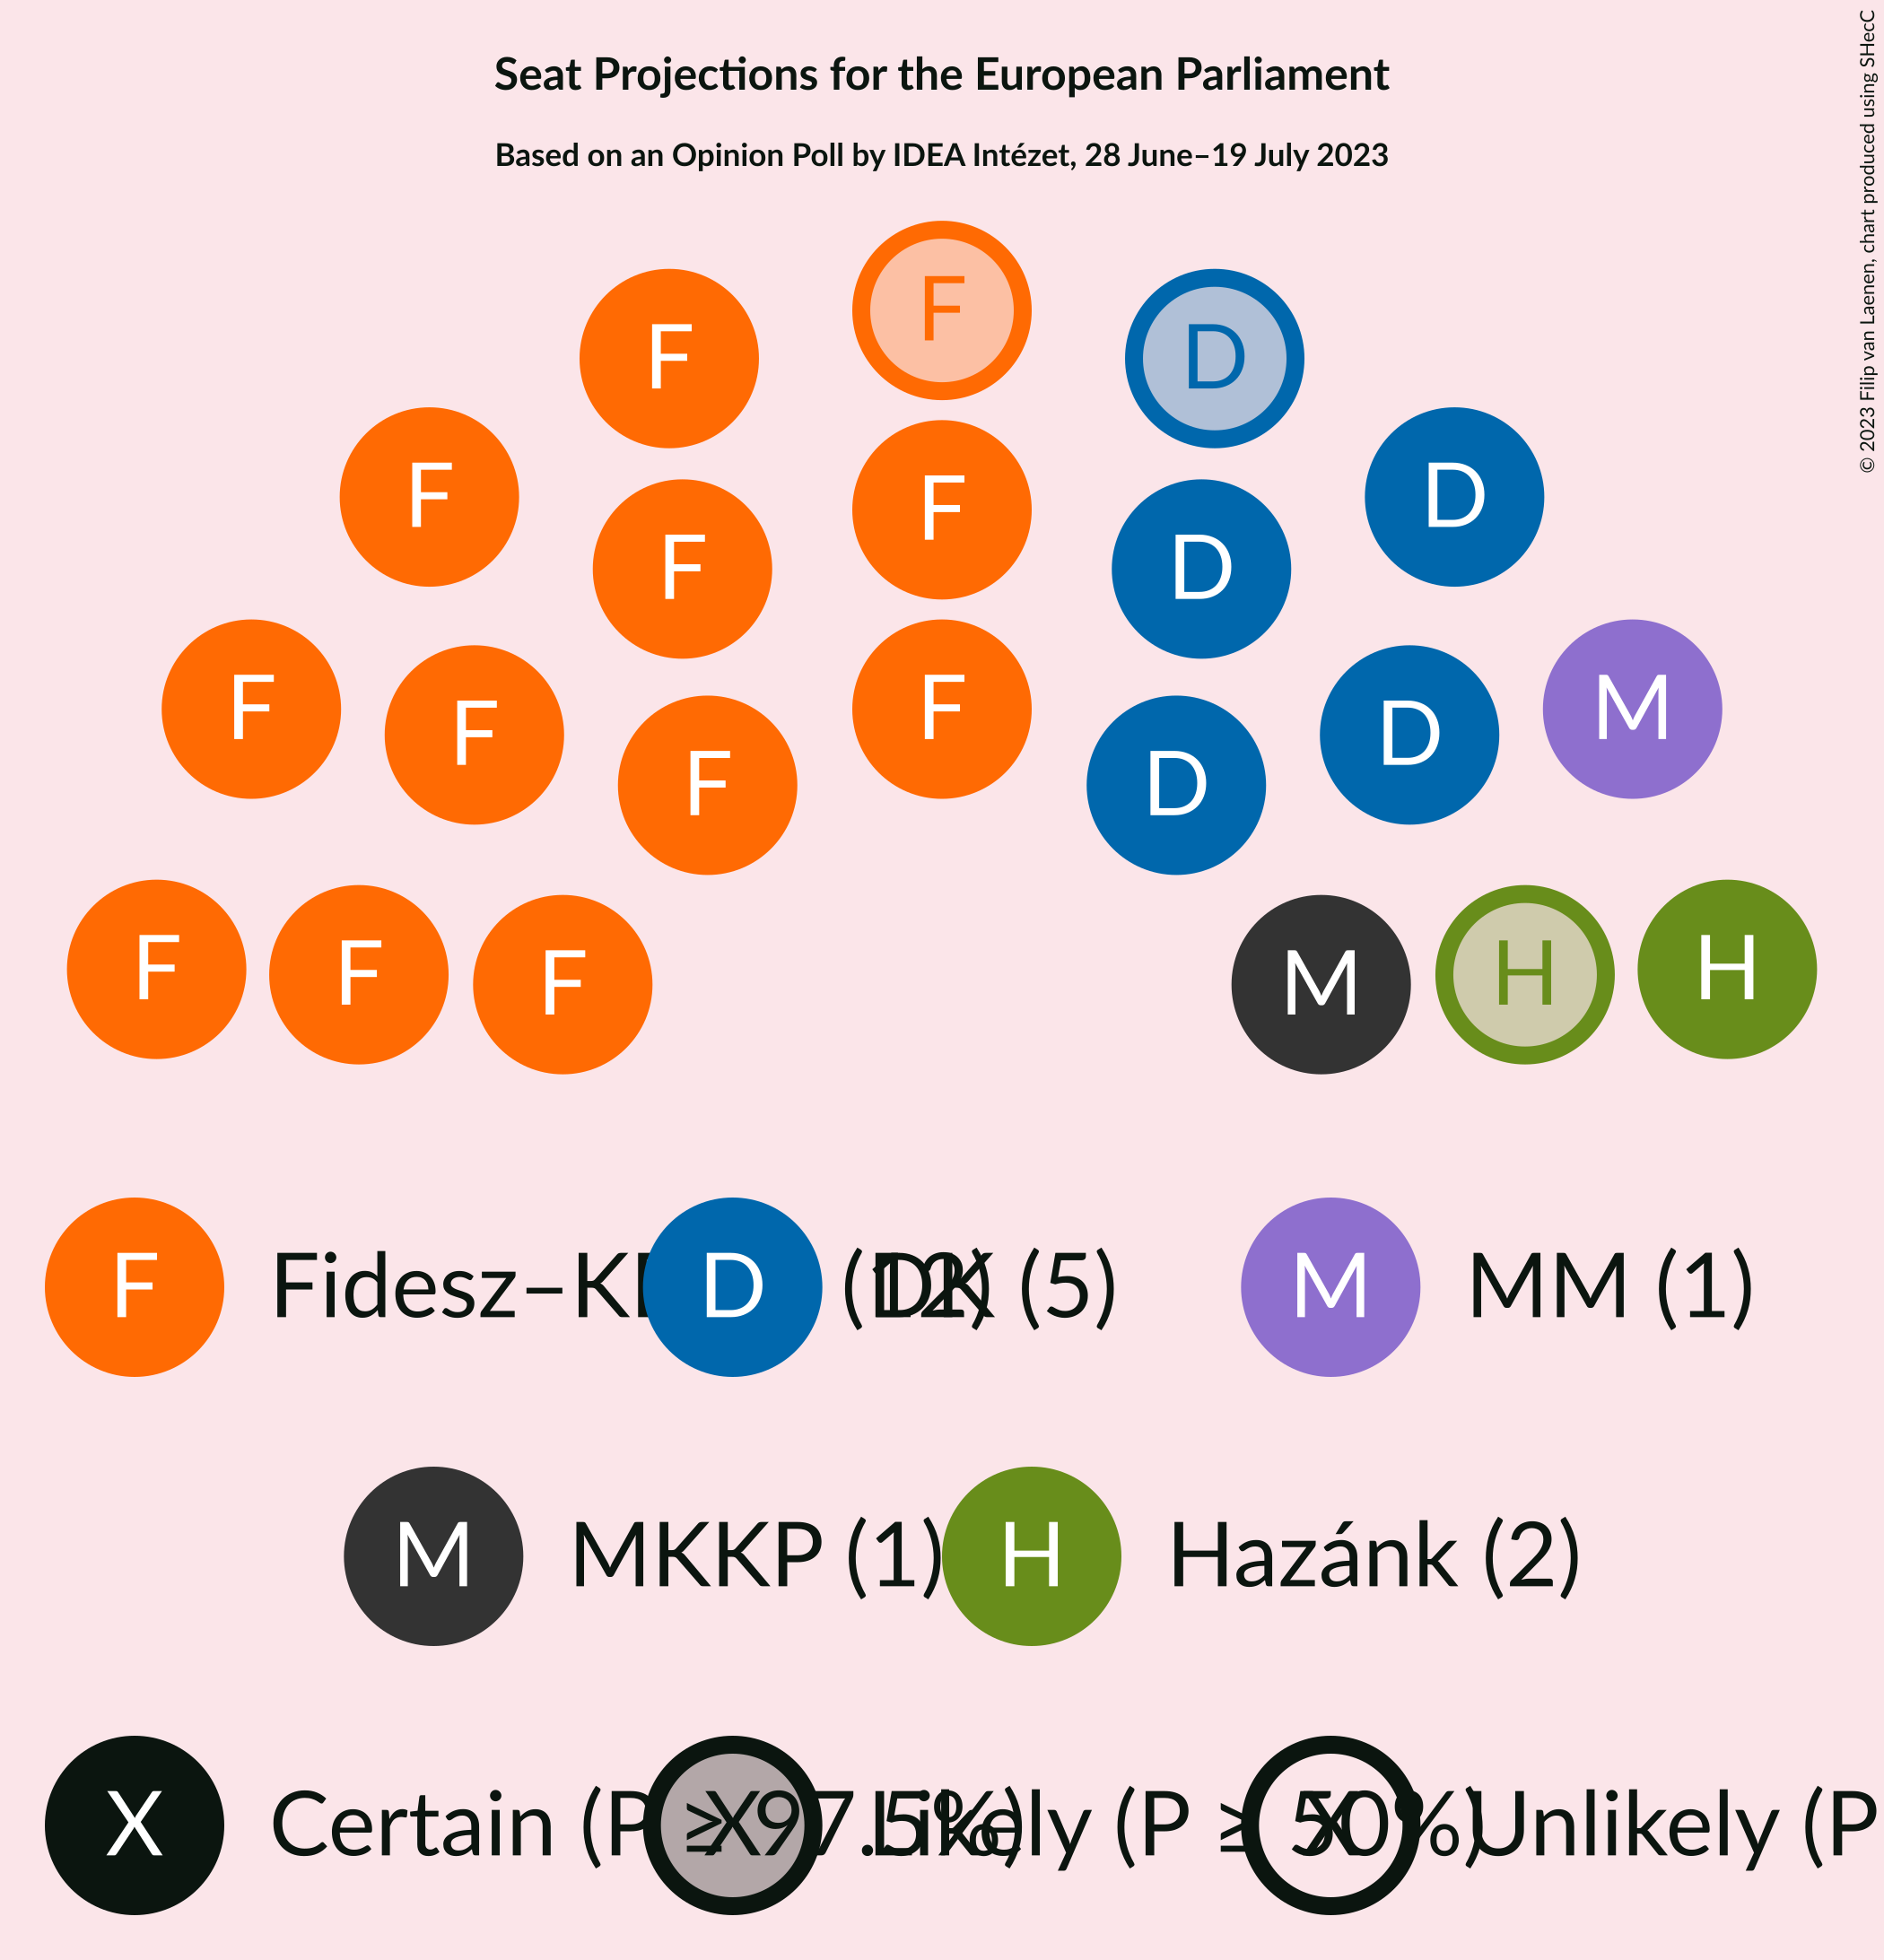 Seat Projections for the European Parliament
Based on an Opinion Poll by IDEA Intézet, 28 June–19 July 2023
© 2023 Filip van Laenen, chart produced using SHecC
F
F
D
F
F
D
F
F
D
D
F
F
M
F
F
D
D
F
F
F
M
H
H
F Fidesz–K (12)
D DK (5)
M MM (1)
M MKKP (1)
H Hazánk (2)
X Certain (P ≥ 97.5%)
X Likely (P ≥ 50%)
X Unlikely (P